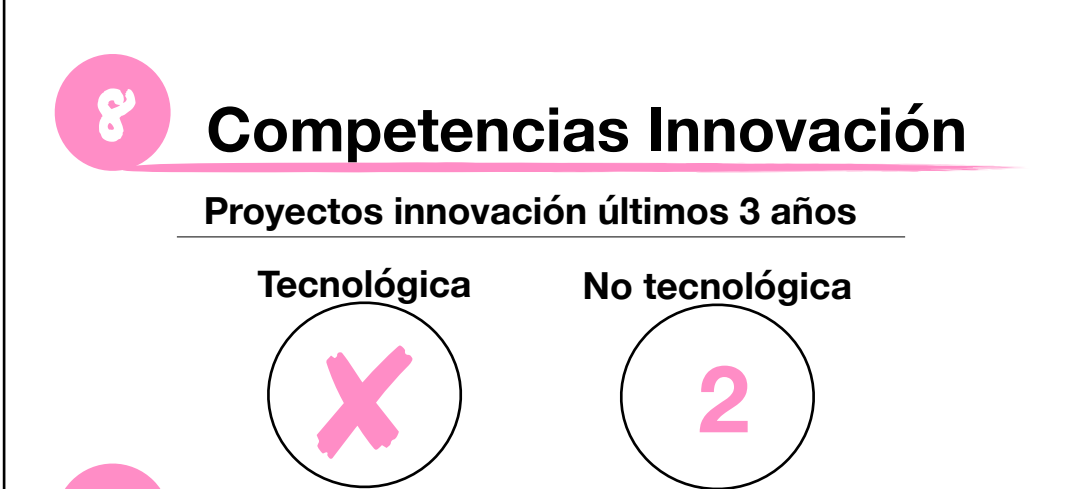 8
Competencias Innovación
Proyectos innovación últimos 3 años
Tecnológica No tecnológica
✘ 2